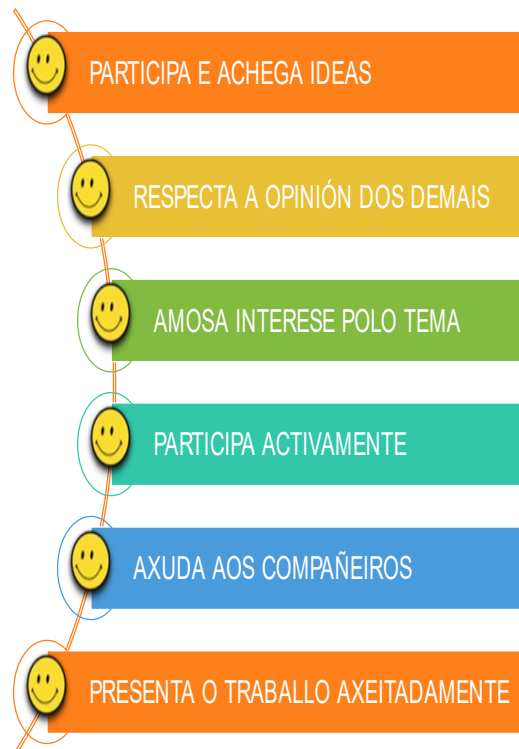 PARTICIPA E ACHEGA IDEAS
RESPECTA A OPINIÓN DOS DEMAIS
AMOSA INTERESE POLO TEMA
PARTICIPA ACTIVAMENTE
AXUDA AOS COMPAÑEIROS
PRESENTA O TRABALLO AXEITADAMENTE